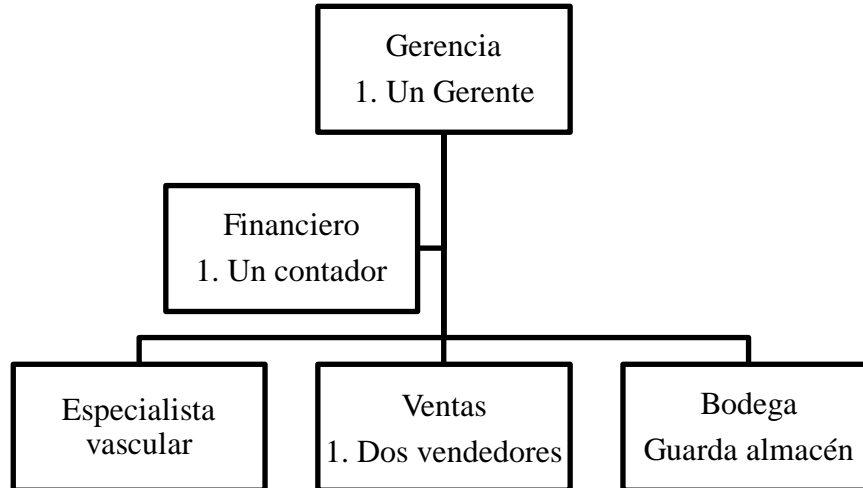 Gerencia
1. Un Gerente
Financiero
1. Un contador
Especialista
vascular
Ventas
1. Dos vendedores
Bodega
Guarda almacén